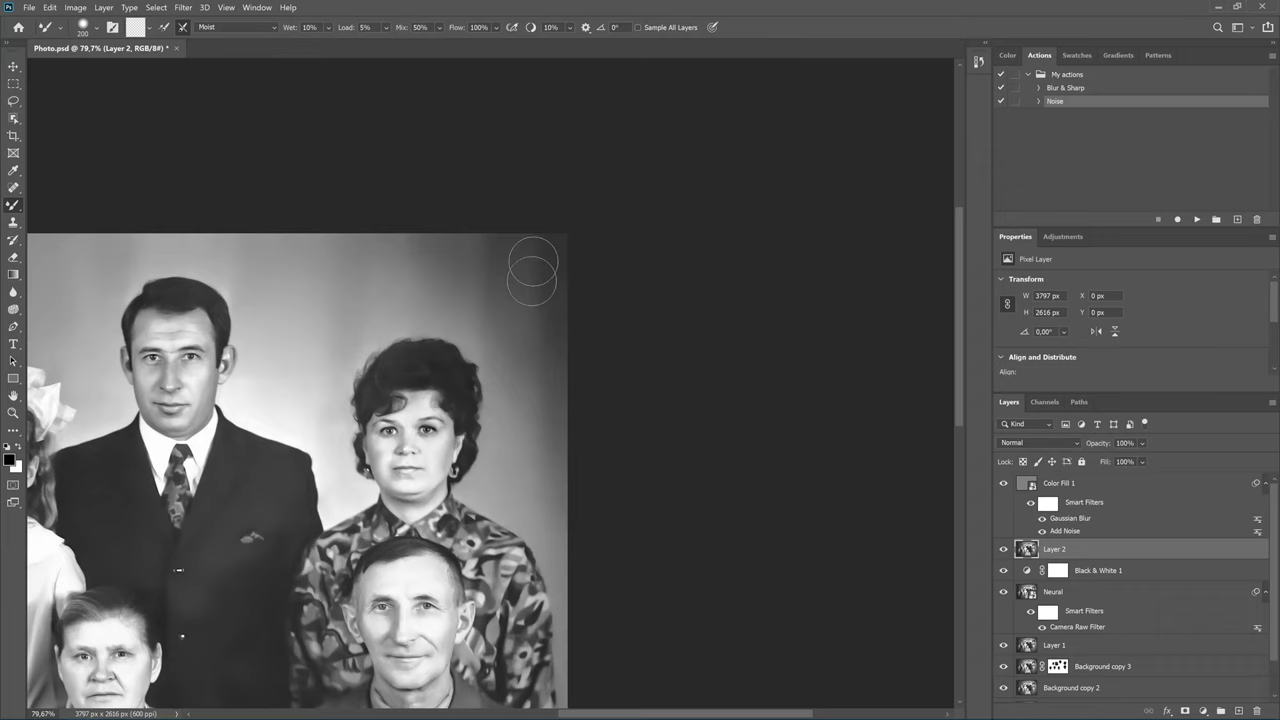 File Edit Image Layer Type Select Filter 3D View Window Help
200 Moist Wet: 10% Load: 5% Mix: 50% Flow: 100% 10% 0° Sample All Layers
Photo.psd @ 79,7% (Layer 2, RGB/8#) * ×
Color Actions Swatches Gradients Patterns
My actions
Blur & Sharp
Noise
Properties Adjustments
Pixel Layer
Transform
W 3797 px X 0 px
H 2616 px Y 0 px
0,00°
Align and Distribute
Align:
Layers Channels Paths
Kind
Normal Opacity: 100%
Lock: Fill: 100%
Color Fill 1
Smart Filters
Gaussian Blur
Add Noise
Layer 2
Black & White 1
Neural
Smart Filters
Camera Raw Filter
Layer 1
Background copy 3
Background copy 2
79,67% 3797 px x 2616 px (600 ppi)